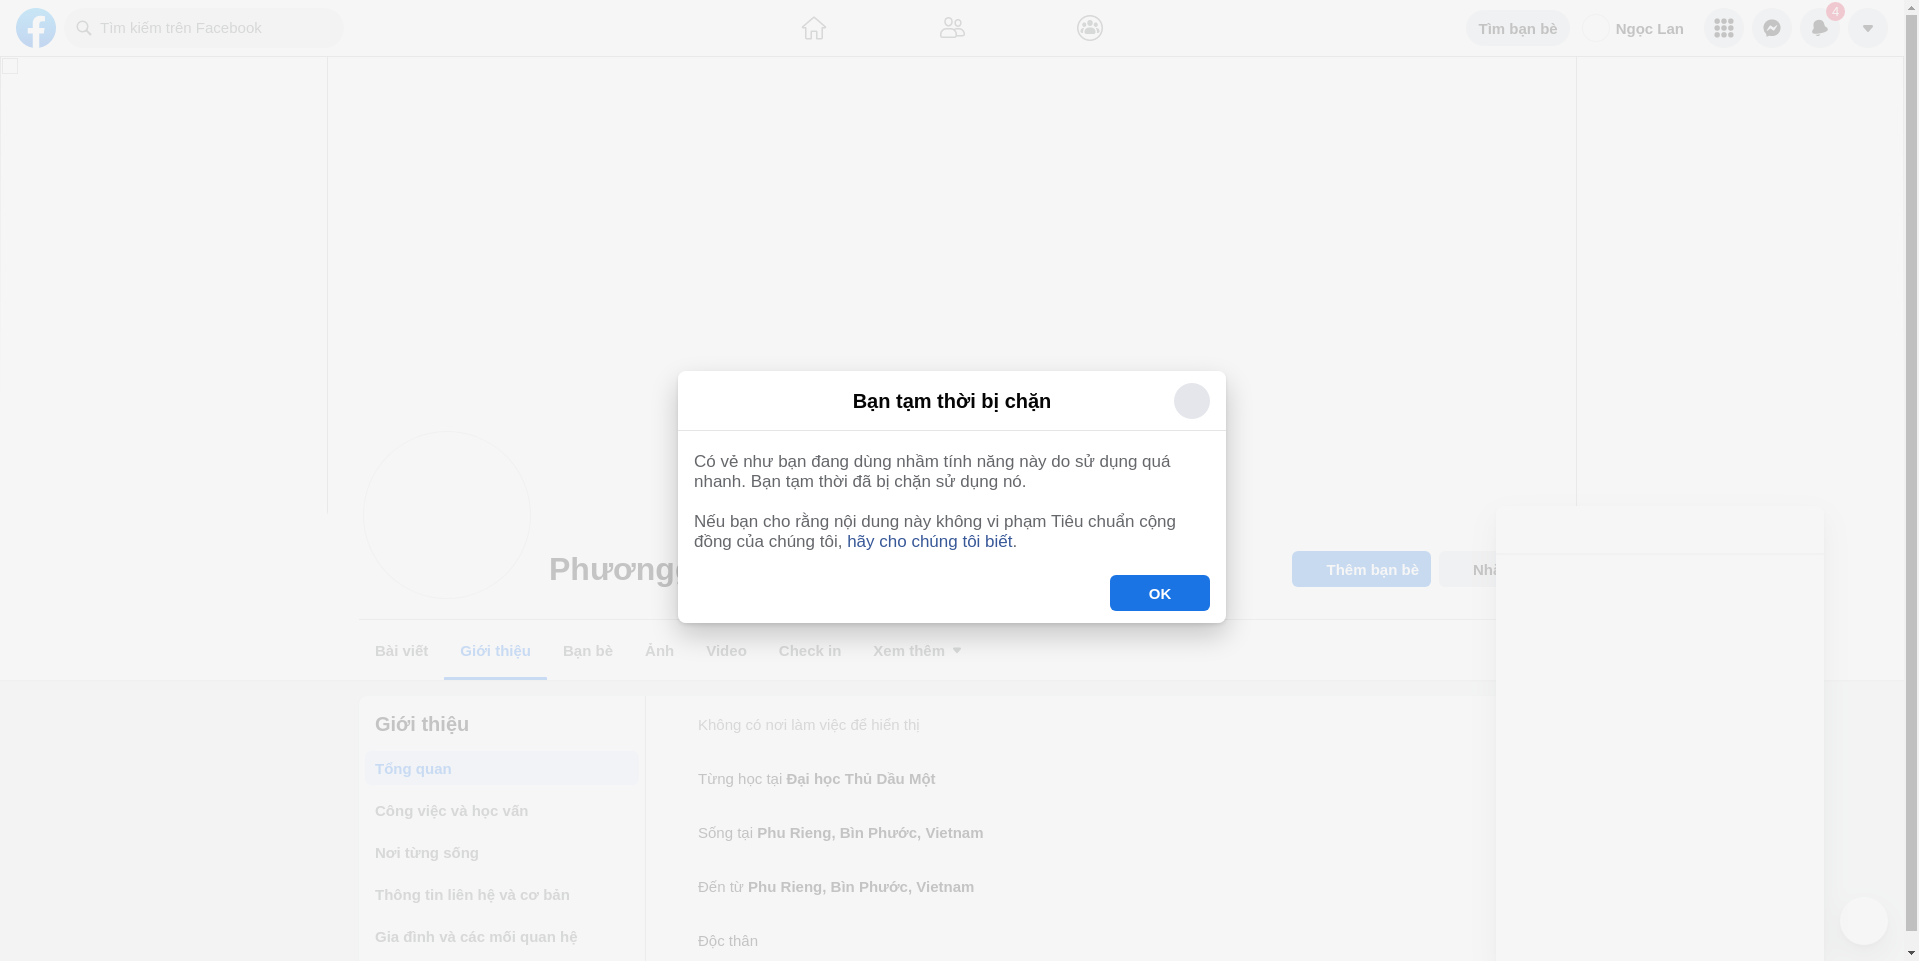 Tìm kiếm trên Facebook
Tìm bạn bè
Ngọc Lan
4
Bạn tạm thời bị chặn
Có vẻ như bạn đang dùng nhầm tính năng này do sử dụng quá
nhanh. Bạn tạm thời đã bị chặn sử dụng nó.
Nếu bạn cho rằng nội dung này không vi phạm Tiêu chuẩn cộng
đồng của chúng tôi, hãy cho chúng tôi biết.
OK
Thêm bạn bè
Bài viết
Giới thiệu
Bạn bè
Ảnh
Video
Check in
Xem thêm
Giới thiệu
Tổng quan
Công việc và học vấn
Nơi từng sống
Thông tin liên hệ và cơ bản
Gia đình và các mối quan hệ
Không có nơi làm việc để hiển thị
Từng học tại Đại học Thủ Dầu Một
Sống tại Phu Rieng, Bìn Phước, Vietnam
Đến từ Phu Rieng, Bìn Phước, Vietnam
Độc thân